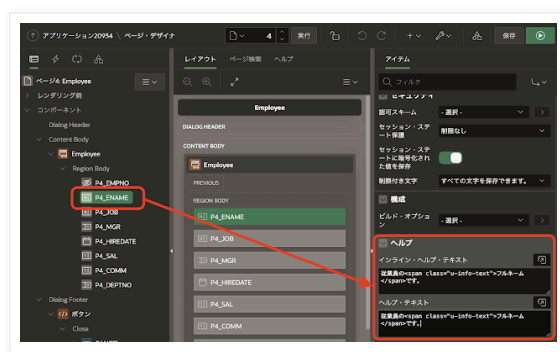 アプリケーション20934 \ ページ・デザイナ
4
実行
保存
ページ4: Employee
レンダリング前
コンポーネント
Dialog Header
Content Body
Employee
Region Body
P4_EMPNO
P4_ENAME
P4_JOB
P4_MGR
P4_HIREDATE
P4_SAL
P4_COMM
P4_DEPTNO
Dialog Footer
ボタン
Close
CANCEL
レイアウト ページ検索 ヘルプ
Employee
DIALOG HEADER
CONTENT BODY
Employee
PREVIOUS
REGION BODY
P4_ENAME
P4_JOB
P4_MGR
P4_HIREDATE
P4_SAL
P4_COMM
アイテム
フィルタ
セキュリティ
認可スキーム - 選択 -
セッション・ステ
ート保護
制限なし
セッション・ステ
ートに暗号化され
た値を保存
制限付き文字 すべての文字を保存できます。
構成
ビルド・オプショ
ン
- 選択 -
ヘルプ
インライン・ヘルプ・テキスト
従業員の<span class="u-info-text">フルネーム
</span>です。
ヘルプ・テキスト
従業員の<span class="u-info-text">フルネーム
</span>です。